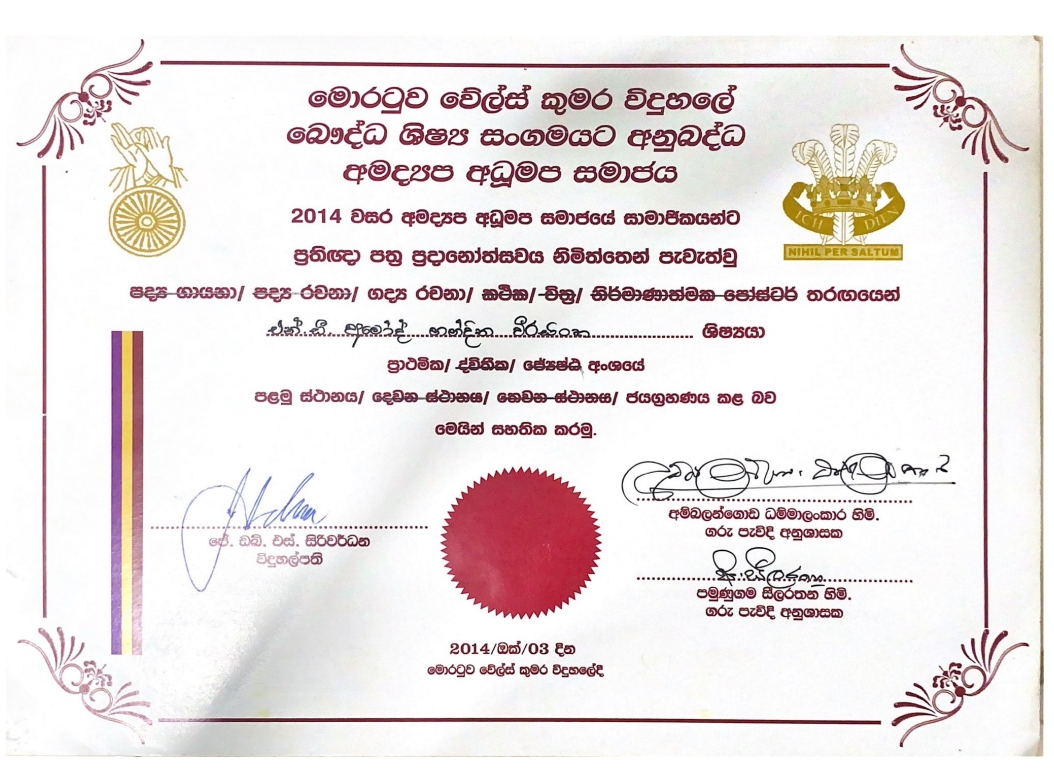 මොරටුව වේල්ස් කුමර විදුහලේ
බෞද්ධ ශිෂ්‍ය සංගමයට අනුබද්ධ
අමද්‍යප අධූමප සමාජය
ICH DIEN
NIHIL PER SALTUM
2014 වසර අමද්‍යප අධූමප සමාජයේ සාමාජිකයන්ට
ප්‍රතිඥා පත්‍ර ප්‍රදානෝත්සවය නිමිත්තෙන් පැවැත්වූ
පද්‍ය ගායනා/ පද්‍ය රචනා/ ගද්‍ය රචනා/ කථික/ චිත්‍ර/ නිර්මාණාත්මක පෝස්ටර් තරඟයෙන්
එන්. සී. අමෝද් නන්දිත වීරසිංහ ශිෂ්‍යයා
ප්‍රාථමික/ ද්විතීක/ ජ්‍යෙෂ්ඨ අංශයේ
පළමු ස්ථානය/ දෙවන ස්ථානය/ තෙවන ස්ථානය/ ජයග්‍රහණය කළ බව
මෙයින් සහතික කරමු.
ජේ. ඩබ්. එස්. සිරිවර්ධන
විදුහල්පති
අම්බලන්ගොඩ ධම්මාලංකාර හිමි.
ගරු පැවිදි අනුශාසක
පමුණුගම සීලරතන හිමි.
ගරු පැවිදි අනුශාසක
2014/ඔක්/03 දින
මොරටුව වේල්ස් කුමර විදුහලේදී